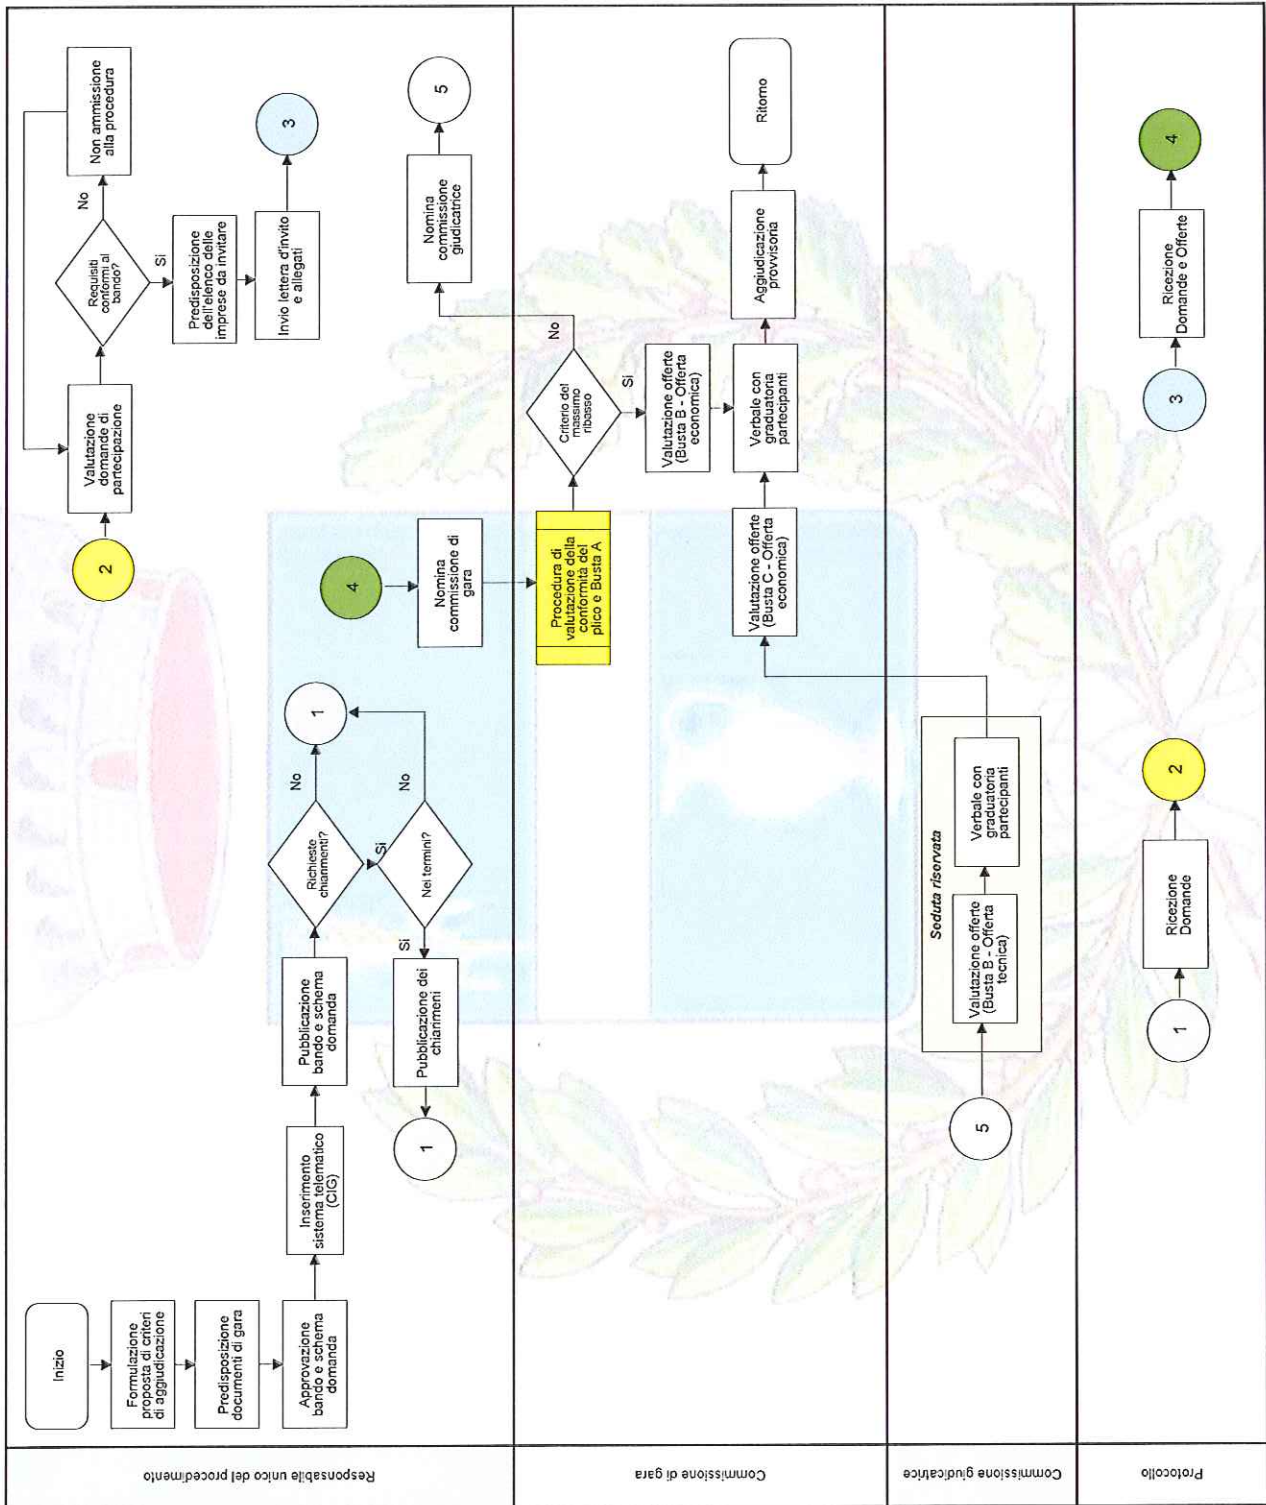 Responsabile unico del procedimento
Inizio
Formulazione
proposta di criteri
di aggiudicazione
Predisposizione
documenti di gara
Approvazione
bando e schema
domanda
Inserimento
sistema telematico
(CIG)
Pubblicazione
bando e schema
domanda
Richieste
chiarimenti?
No
1
Si
Nei termini?
No
Si
Pubblicazione dei
chiarimeni
1
2
Valutazione
domande di
partecipazione
Requisiti
conformi al
bando?
No
Non ammissione
alla procedura
Si
Predisposizione
dell'elenco delle
imprese da invitare
Invio lettera d'invito
e allegati
3
4
Nomina
commissione di
gara
Nomina
commissione
giudicatrice
5
Commissione di gara
Procedura di
valutazione della
conformità del
plico e Busta A
Criterio del
massimo
ribasso
No
Si
Valutazione offerte
(Busta B - Offerta
economica)
Valutazione offerte
(Busta C - Offerta
economica)
Verbale con
graduatoria
partecipanti
Aggiudicazione
provvisoria
Ritorno
Commissione giudicatrice
5
Seduta riservata
Valutazione offerte
(Busta B - Offerta
tecnica)
Verbale con
graduatoria
partecipanti
Protocollo
1
Ricezione
Domande
2
3
Ricezione
Domande e Offerte
4